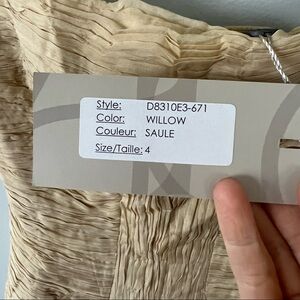 Style: D8310E3-671
Color: WILLOW
Couleur: SAULE
Size/Taille: 4